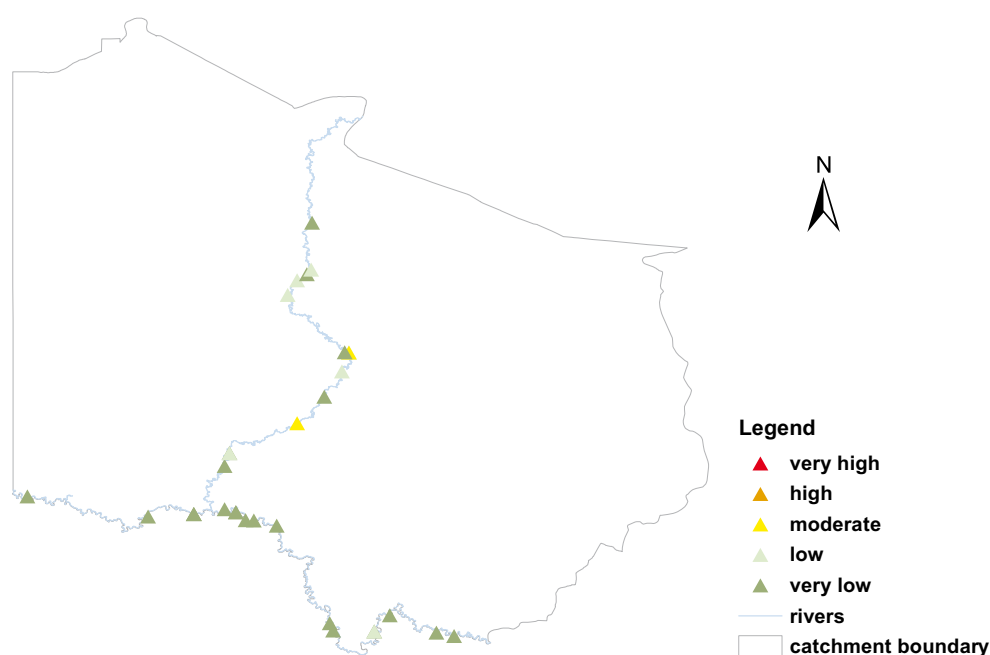 N
Legend
very high
high
moderate
low
very low
rivers
catchment boundary